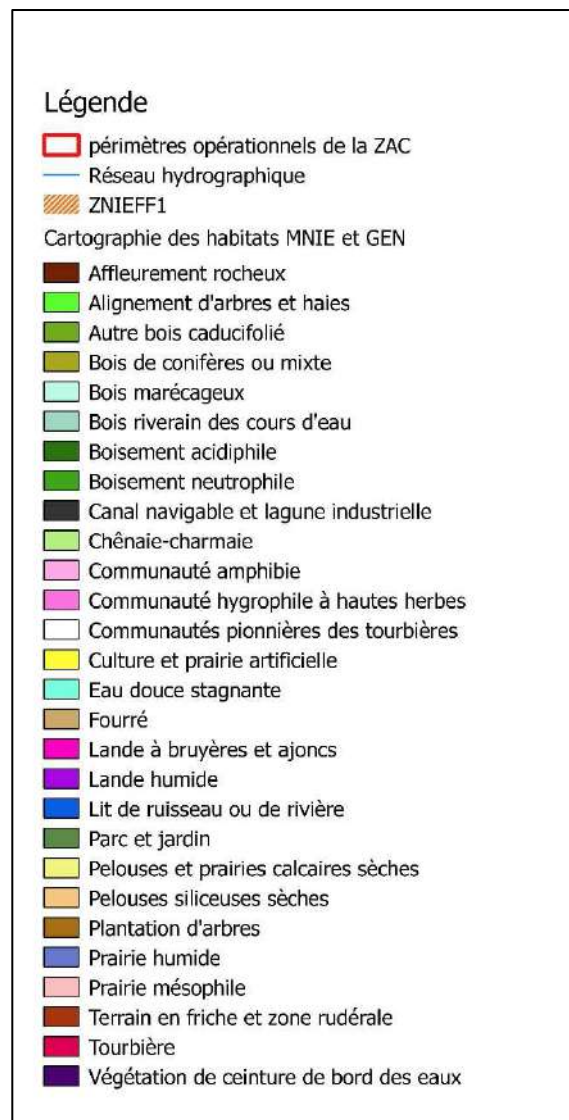 Légende
périmètres opérationnels de la ZAC
Réseau hydrographique
ZNIEFF1
Cartographie des habitats MNIE et GEN
Affleurement rocheux
Alignement d'arbres et haies
Autre bois caducifolié
Bois de conifères ou mixte
Bois marécageux
Bois riverain des cours d'eau
Boisement acidiphile
Boisement neutrophile
Canal navigable et lagune industrielle
Chênaie-charmaie
Communauté amphibie
Communauté hygrophile à hautes herbes
Communautés pionnières des tourbières
Culture et prairie artificielle
Eau douce stagnante
Fourré
Lande à bruyères et ajoncs
Lande humide
Lit de ruisseau ou de rivière
Parc et jardin
Pelouses et prairies calcaires sèches
Pelouses siliceuses sèches
Plantation d'arbres
Prairie humide
Prairie mésophile
Terrain en friche et zone rudérale
Tourbière
Végétation de ceinture de bord des eaux